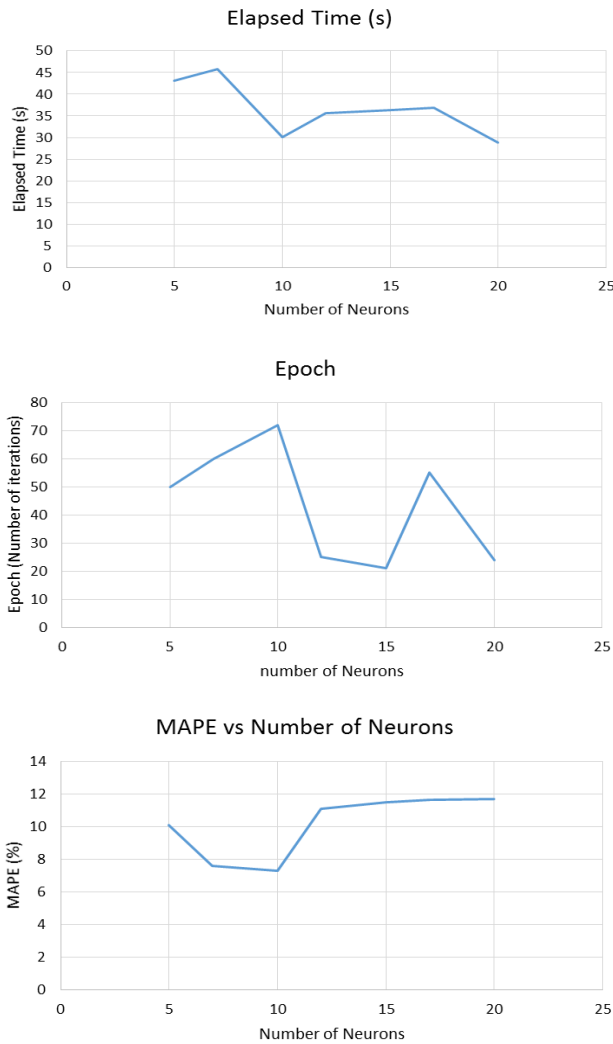 Elapsed Time (s)
50
45
40
35
30
25
20
15
10
5
0
Elapsed Time (s)
0 5 10 15 20 25
Number of Neurons
Epoch
80
70
60
50
40
30
20
10
0
Epoch (Number of iterations)
0 5 10 15 20 25
number of Neurons
MAPE vs Number of Neurons
14
12
10
8
6
4
2
0
MAPE (%)
0 5 10 15 20 25
Number of Neurons